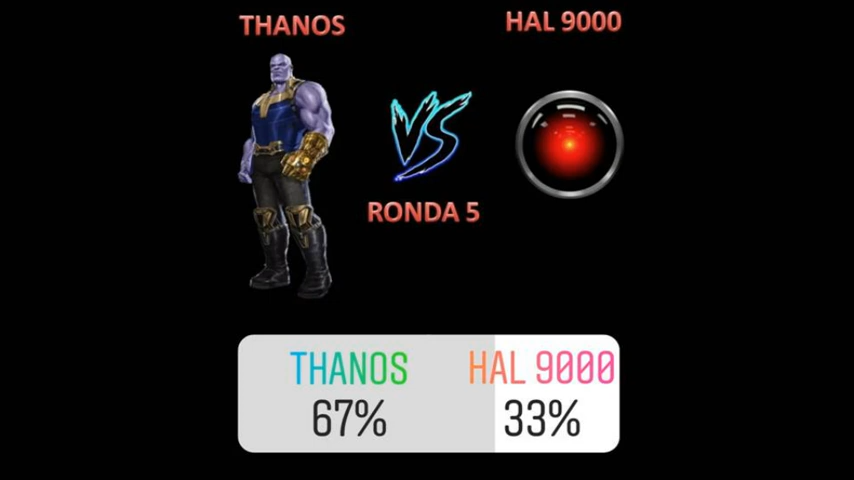 THANOS
HAL 9000
VS
RONDA 5
THANOS
HAL 9000
67%
33%